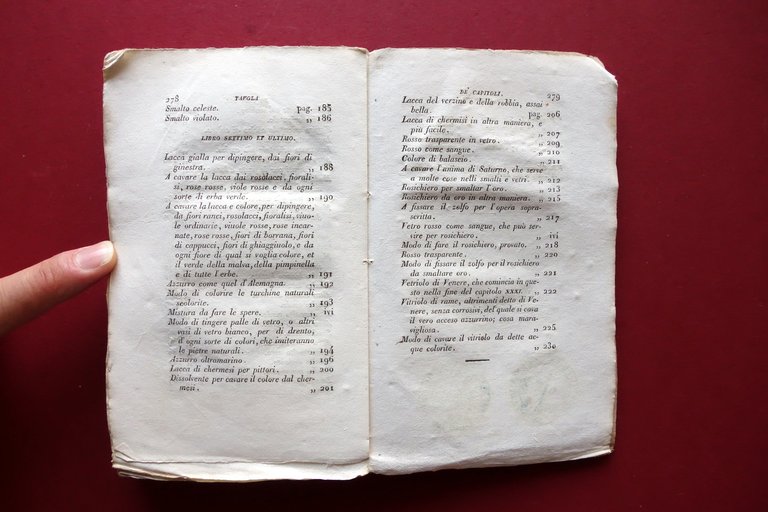 278 TAVOLA
Smalto celeste. pag. 185
Smalto violato. „ 186
LIBRO SETTIMO ET ULTIMO.
Lacca gialla per dipingere, dai fiori di
ginestra. „ 188
A cavare la lacca dai rosolacci, fiorali-
si, rose rosse, viole rosse e da ogni
sorte di erba verde. „ 190
A cavare la lacca e colore, per dipingere,
da fiori ranci, rosolacci, fioralisi, viuo-
le ordinarie, viuole rosse, rose incar-
nate, rose rosse, fiori di borrana, fiori
di cappucci, fiori di ghiaggiuolo, e da
ogni fiore di qual si voglia colore, et
il verde della malva, della pimpinella
e di tutte l'erbe. „ 191
Azzurro come quel d'Alemagna. „ 192
Modo di colorire le turchine naturali
scolorite. „ 193
Mistura da fare le spere. „ ivi
Modo di tingere palle di vetro, o altri
vasi di vetro bianco, per di drento,
d'ogni sorte di colori, che imiteranno
le pietre naturali. „ 194
Azzurro oltramarino. „ 196
Lacca di chermesi per pittori. „ 200
Dissolvente per cavare il colore dal cher-
mesi. „ 201
DE' CAPITOLI. 279
Lacca del verzino e della robbia, assai
bella. pag. 206
Lacca di chermisi in altra maniera, e
più facile. „ 207
Rosso trasparente in vetro. „ 209
Rosso come sangue. „ 210
Colore di balascio. „ 211
A cavare l'anima di Saturno, che serve
a molte cose nelli smalti e vetri. „ 212
Rosichiero per smaltar l'oro. „ 213
Rosichiero da oro in altra maniera. „ 215
A fissare il zolfo per l'opera sopra-
scritta. „ 217
Vetro rosso come sangue, che può ser-
vire per rosichiero. „ ivi
Modo di fare il rosichiero, provato. „ 218
Rosso trasparente. „ 220
Modo di fissare il zolfo per il rosichiero
da smaltare oro. „ 221
Vetriolo di Venere, che comincia in que-
sto nella fine del capitolo XXXI. „ 222
Vitriolo di rame, altrimenti detto di Ve-
nere, senza corrosivi, del quale si cosa
il vero acceso azzurrino; cosa mara-
vigliosa. „ 225
Modo di cavare il vitriolo da dette ac-
que colorite. „ 230